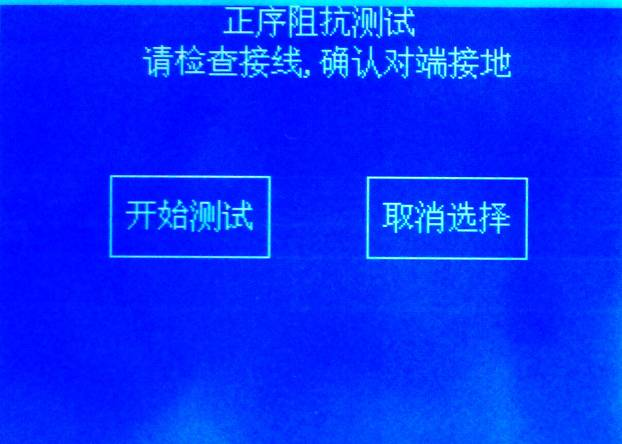 正序阻抗测试
请检查接线,确认对端接地
开始测试
取消选择